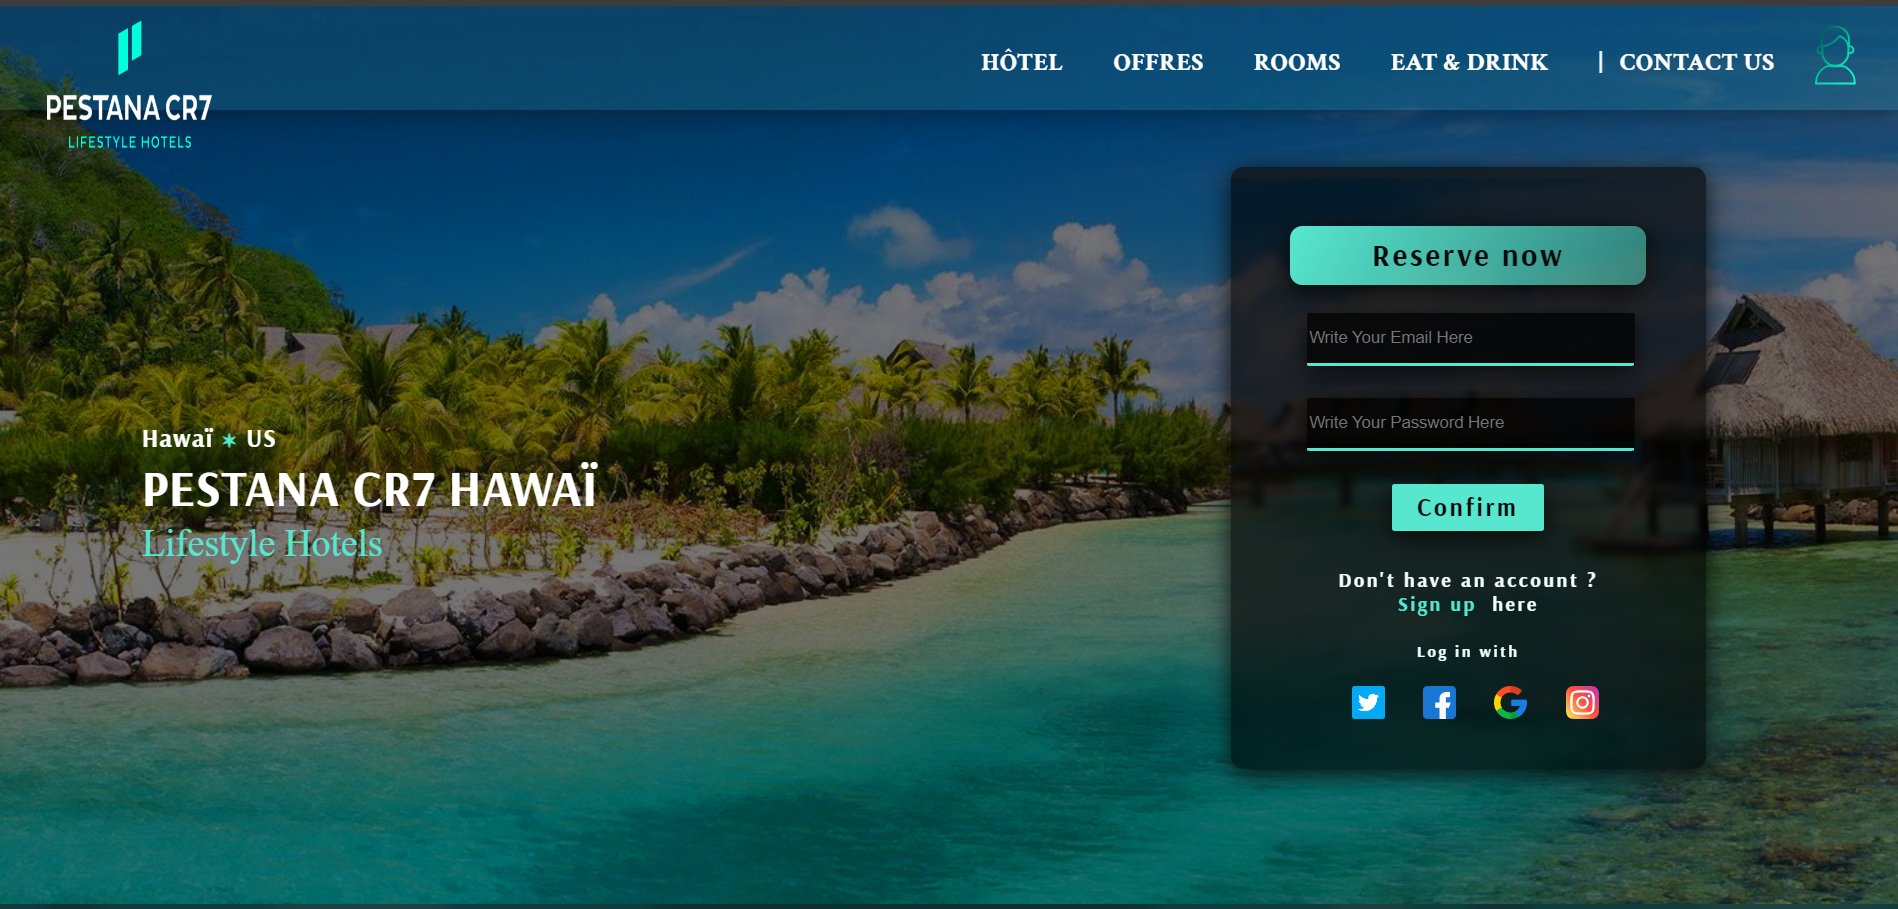 PESTANA CR7
LIFESTYLE HOTELS
HÔTEL
OFFRES
ROOMS
EAT & DRINK
| CONTACT US
Hawaï ✶ US
PESTANA CR7 HAWAÏ
Lifestyle Hotels
Reserve now
Write Your Email Here
Write Your Password Here
Confirm
Don't have an account ?
Sign up here
Log in with